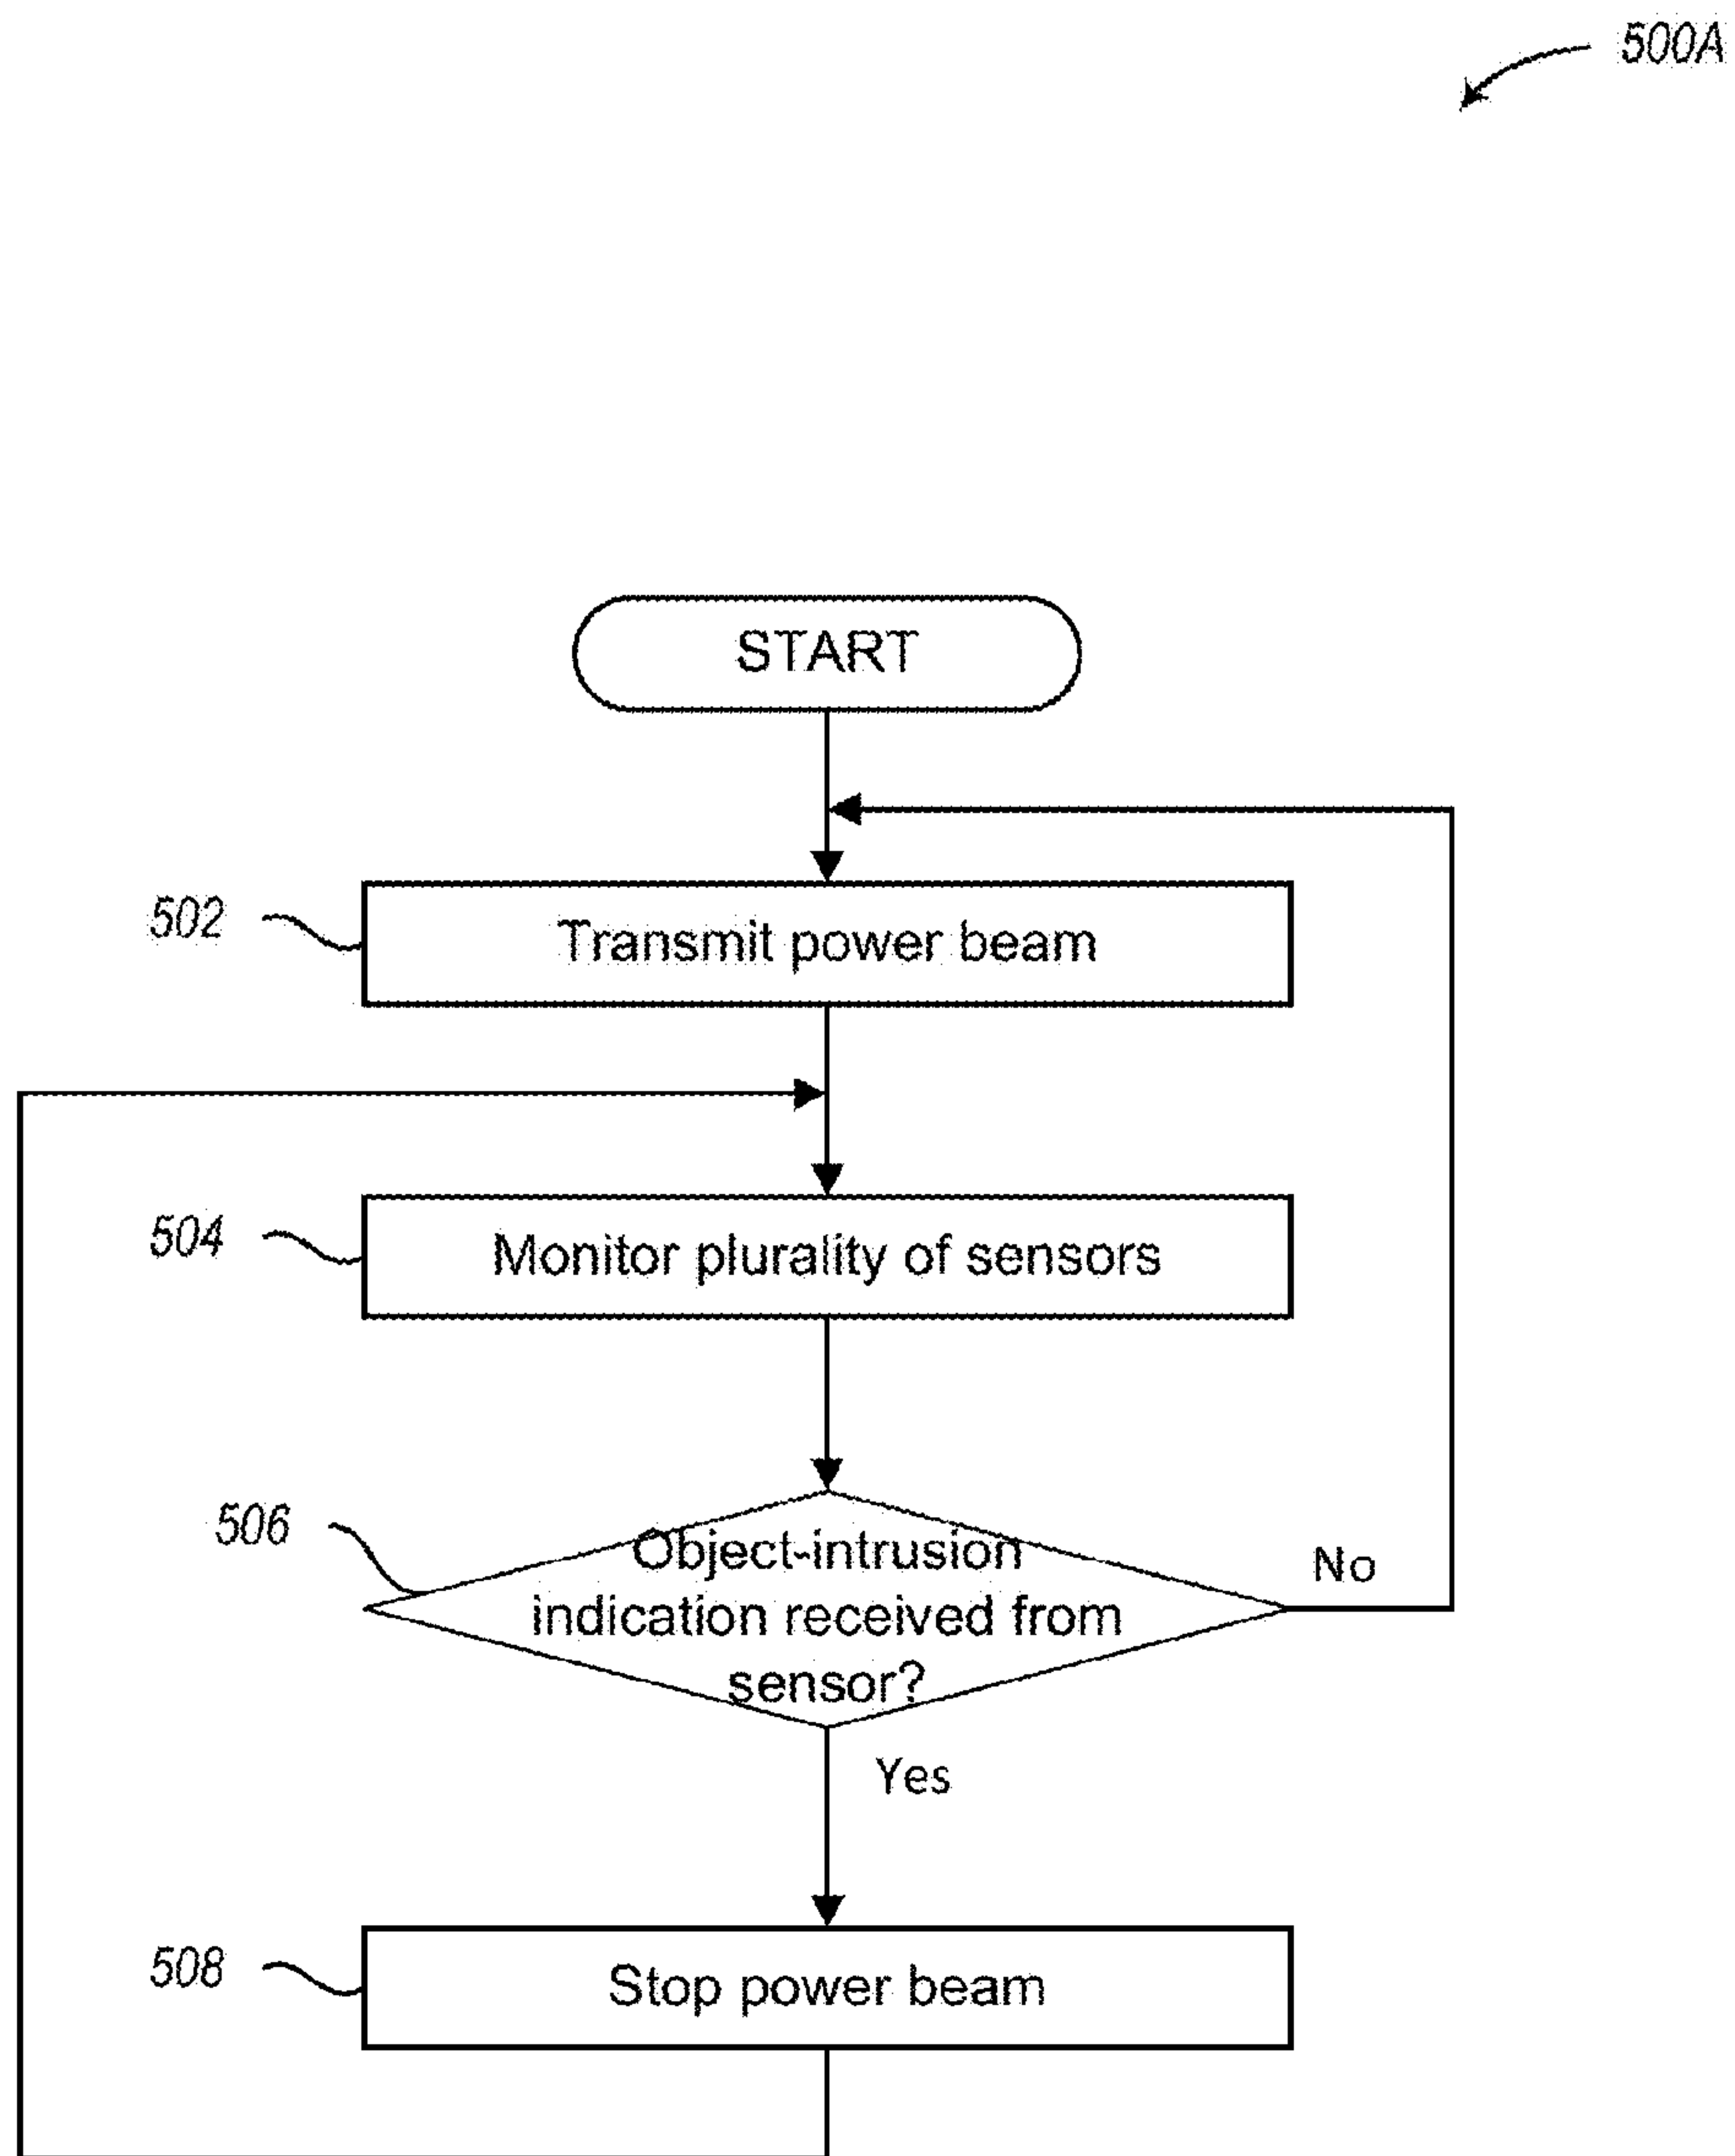 500A
START
502
Transmit power beam
504
Monitor plurality of sensors
506
Object-intrusion
indication received from
sensor?
No
Yes
508
Stop power beam